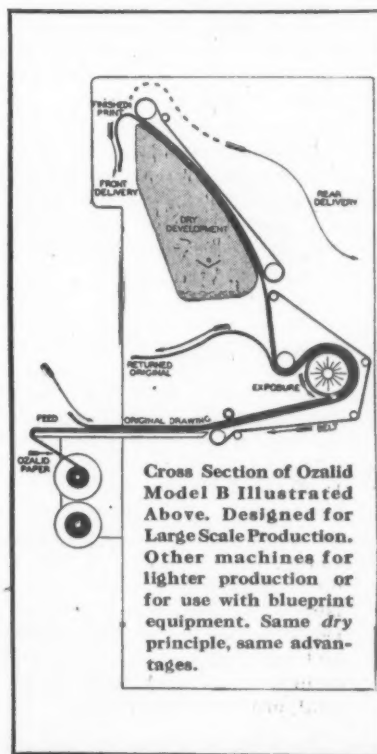 FINISHED
PRINT
FRONT
DELIVERY
REAR
DELIVERY
DRY
DEVELOPMENT
RETURNED
ORIGINAL
EXPOSURE
FEED
ORIGINAL DRAWING
BELT
OZALID
PAPER
Cross Section of Ozalid
Model B Illustrated
Above. Designed for
Large Scale Production.
Other machines for
lighter production or
for use with blueprint
equipment. Same dry
principle, same advan-
tages.